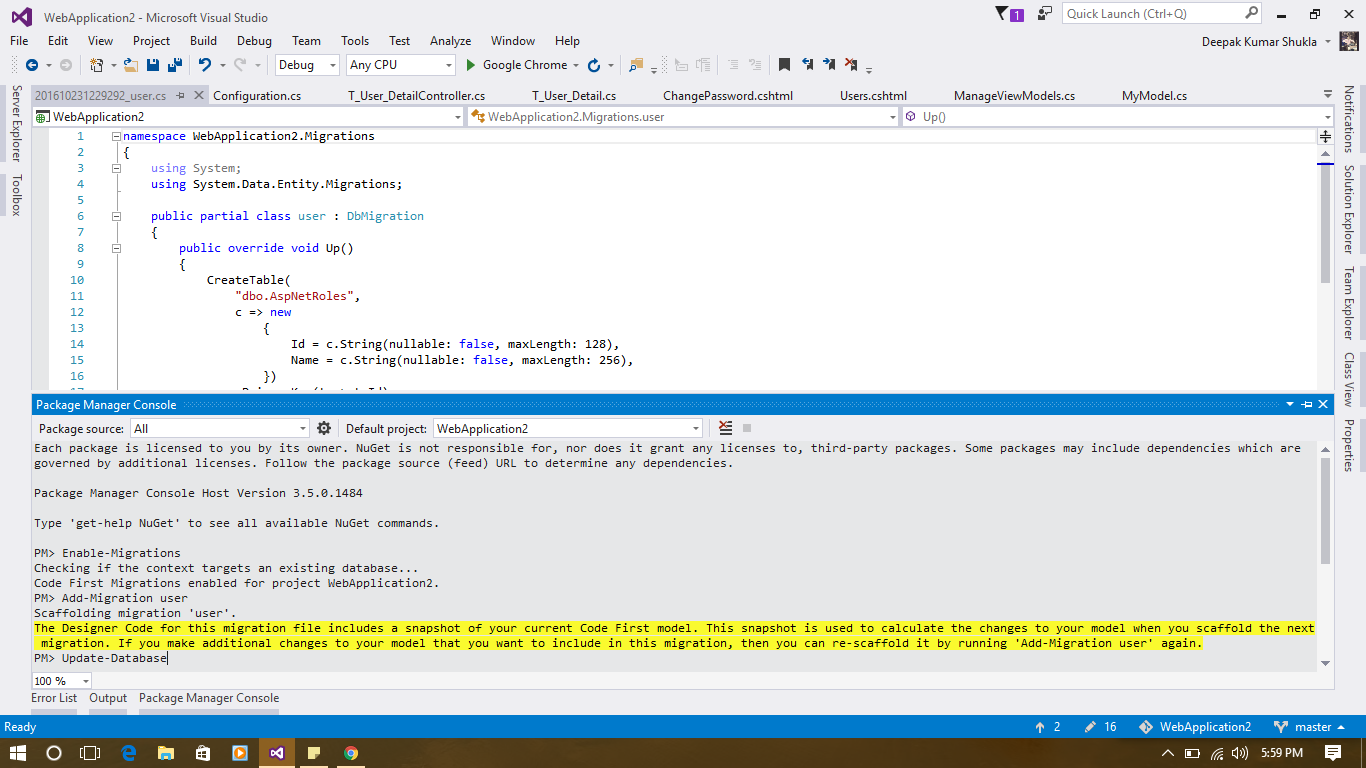 WebApplication2 - Microsoft Visual Studio
1
Quick Launch (Ctrl+Q)
File Edit View Project Build Debug Team Tools Test Analyze Window Help
Deepak Kumar Shukla
Debug Any CPU Google Chrome
Server Explorer
Toolbox
201610231229292_user.cs Configuration.cs T_User_DetailController.cs T_User_Detail.cs ChangePassword.cshtml Users.cshtml ManageViewModels.cs MyModel.cs
WebApplication2 WebApplication2.Migrations.user Up()
1 namespace WebApplication2.Migrations
2 {
3 using System;
4 using System.Data.Entity.Migrations;
5
6 public partial class user : DbMigration
7 {
8 public override void Up()
9 {
10 CreateTable(
11 "dbo.AspNetRoles",
12 c => new
13 {
14 Id = c.String(nullable: false, maxLength: 128),
15 Name = c.String(nullable: false, maxLength: 256),
16 })
Notifications
Solution Explorer
Team Explorer
Class View
Properties
Package Manager Console
Package source: All Default project: WebApplication2
Each package is licensed to you by its owner. NuGet is not responsible for, nor does it grant any licenses to, third-party packages. Some packages may include dependencies which are
governed by additional licenses. Follow the package source (feed) URL to determine any dependencies.
Package Manager Console Host Version 3.5.0.1484
Type 'get-help NuGet' to see all available NuGet commands.
PM> Enable-Migrations
Checking if the context targets an existing database...
Code First Migrations enabled for project WebApplication2.
PM> Add-Migration user
Scaffolding migration 'user'.
The Designer Code for this migration file includes a snapshot of your current Code First model. This snapshot is used to calculate the changes to your model when you scaffold the next
migration. If you make additional changes to your model that you want to include in this migration, then you can re-scaffold it by running 'Add-Migration user' again.
PM> Update-Database
100 %
Error List Output Package Manager Console
Ready 2 16 WebApplication2 master
5:59 PM